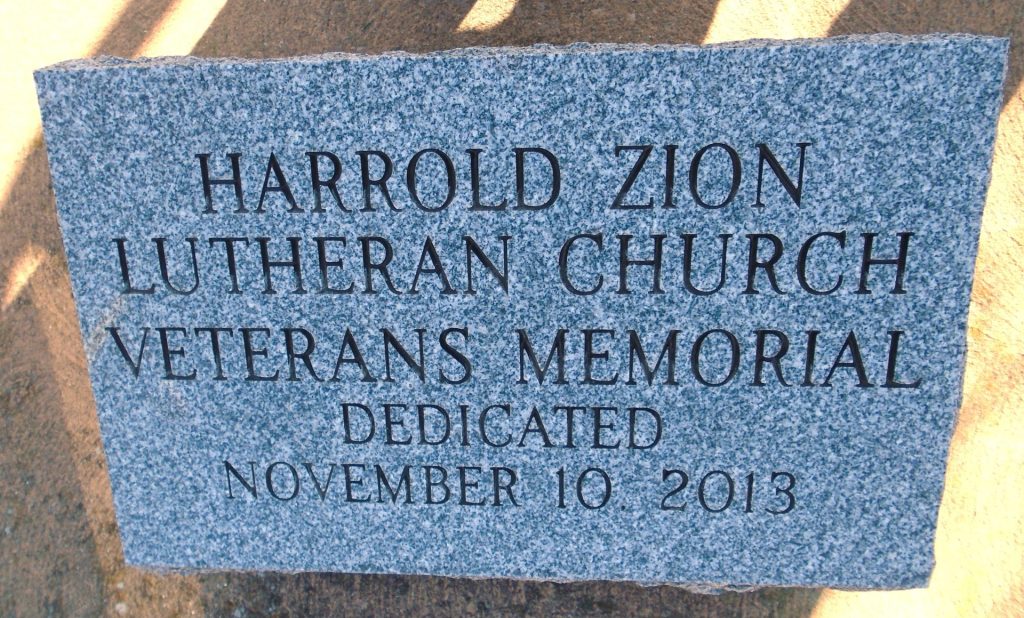 HARROLD ZION
LUTHERAN CHURCH
VETERANS MEMORIAL
DEDICATED
NOVEMBER 10. 2013